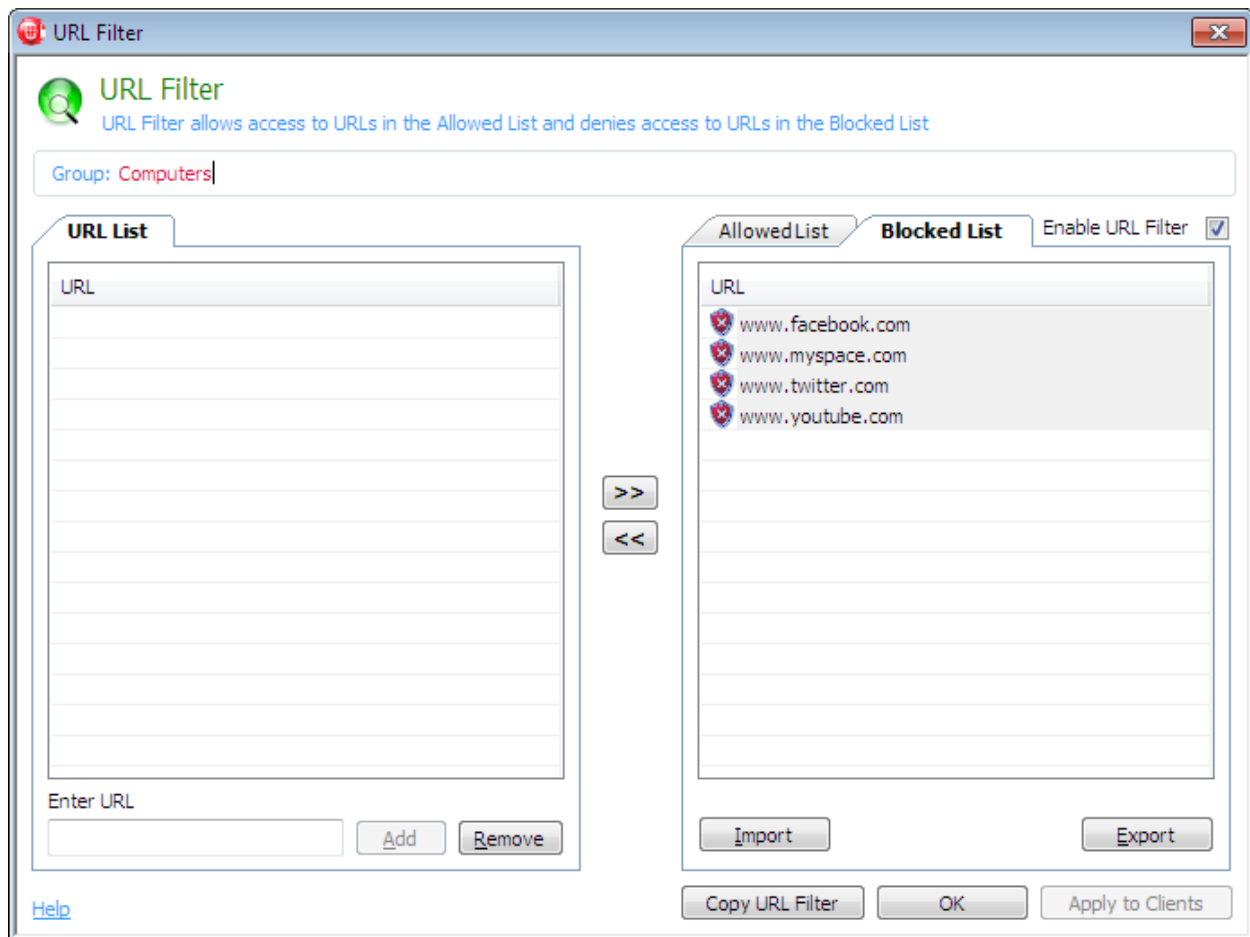 URL Filter
URL Filter
URL Filter allows access to URLs in the Allowed List and denies access to URLs in the Blocked List
Group: Computers
URL List
Allowed List
Blocked List
Enable URL Filter
URL
URL
www.facebook.com
www.myspace.com
www.twitter.com
www.youtube.com
>>
<<
Enter URL
Add
Remove
Import
Export
Help
Copy URL Filter
OK
Apply to Clients